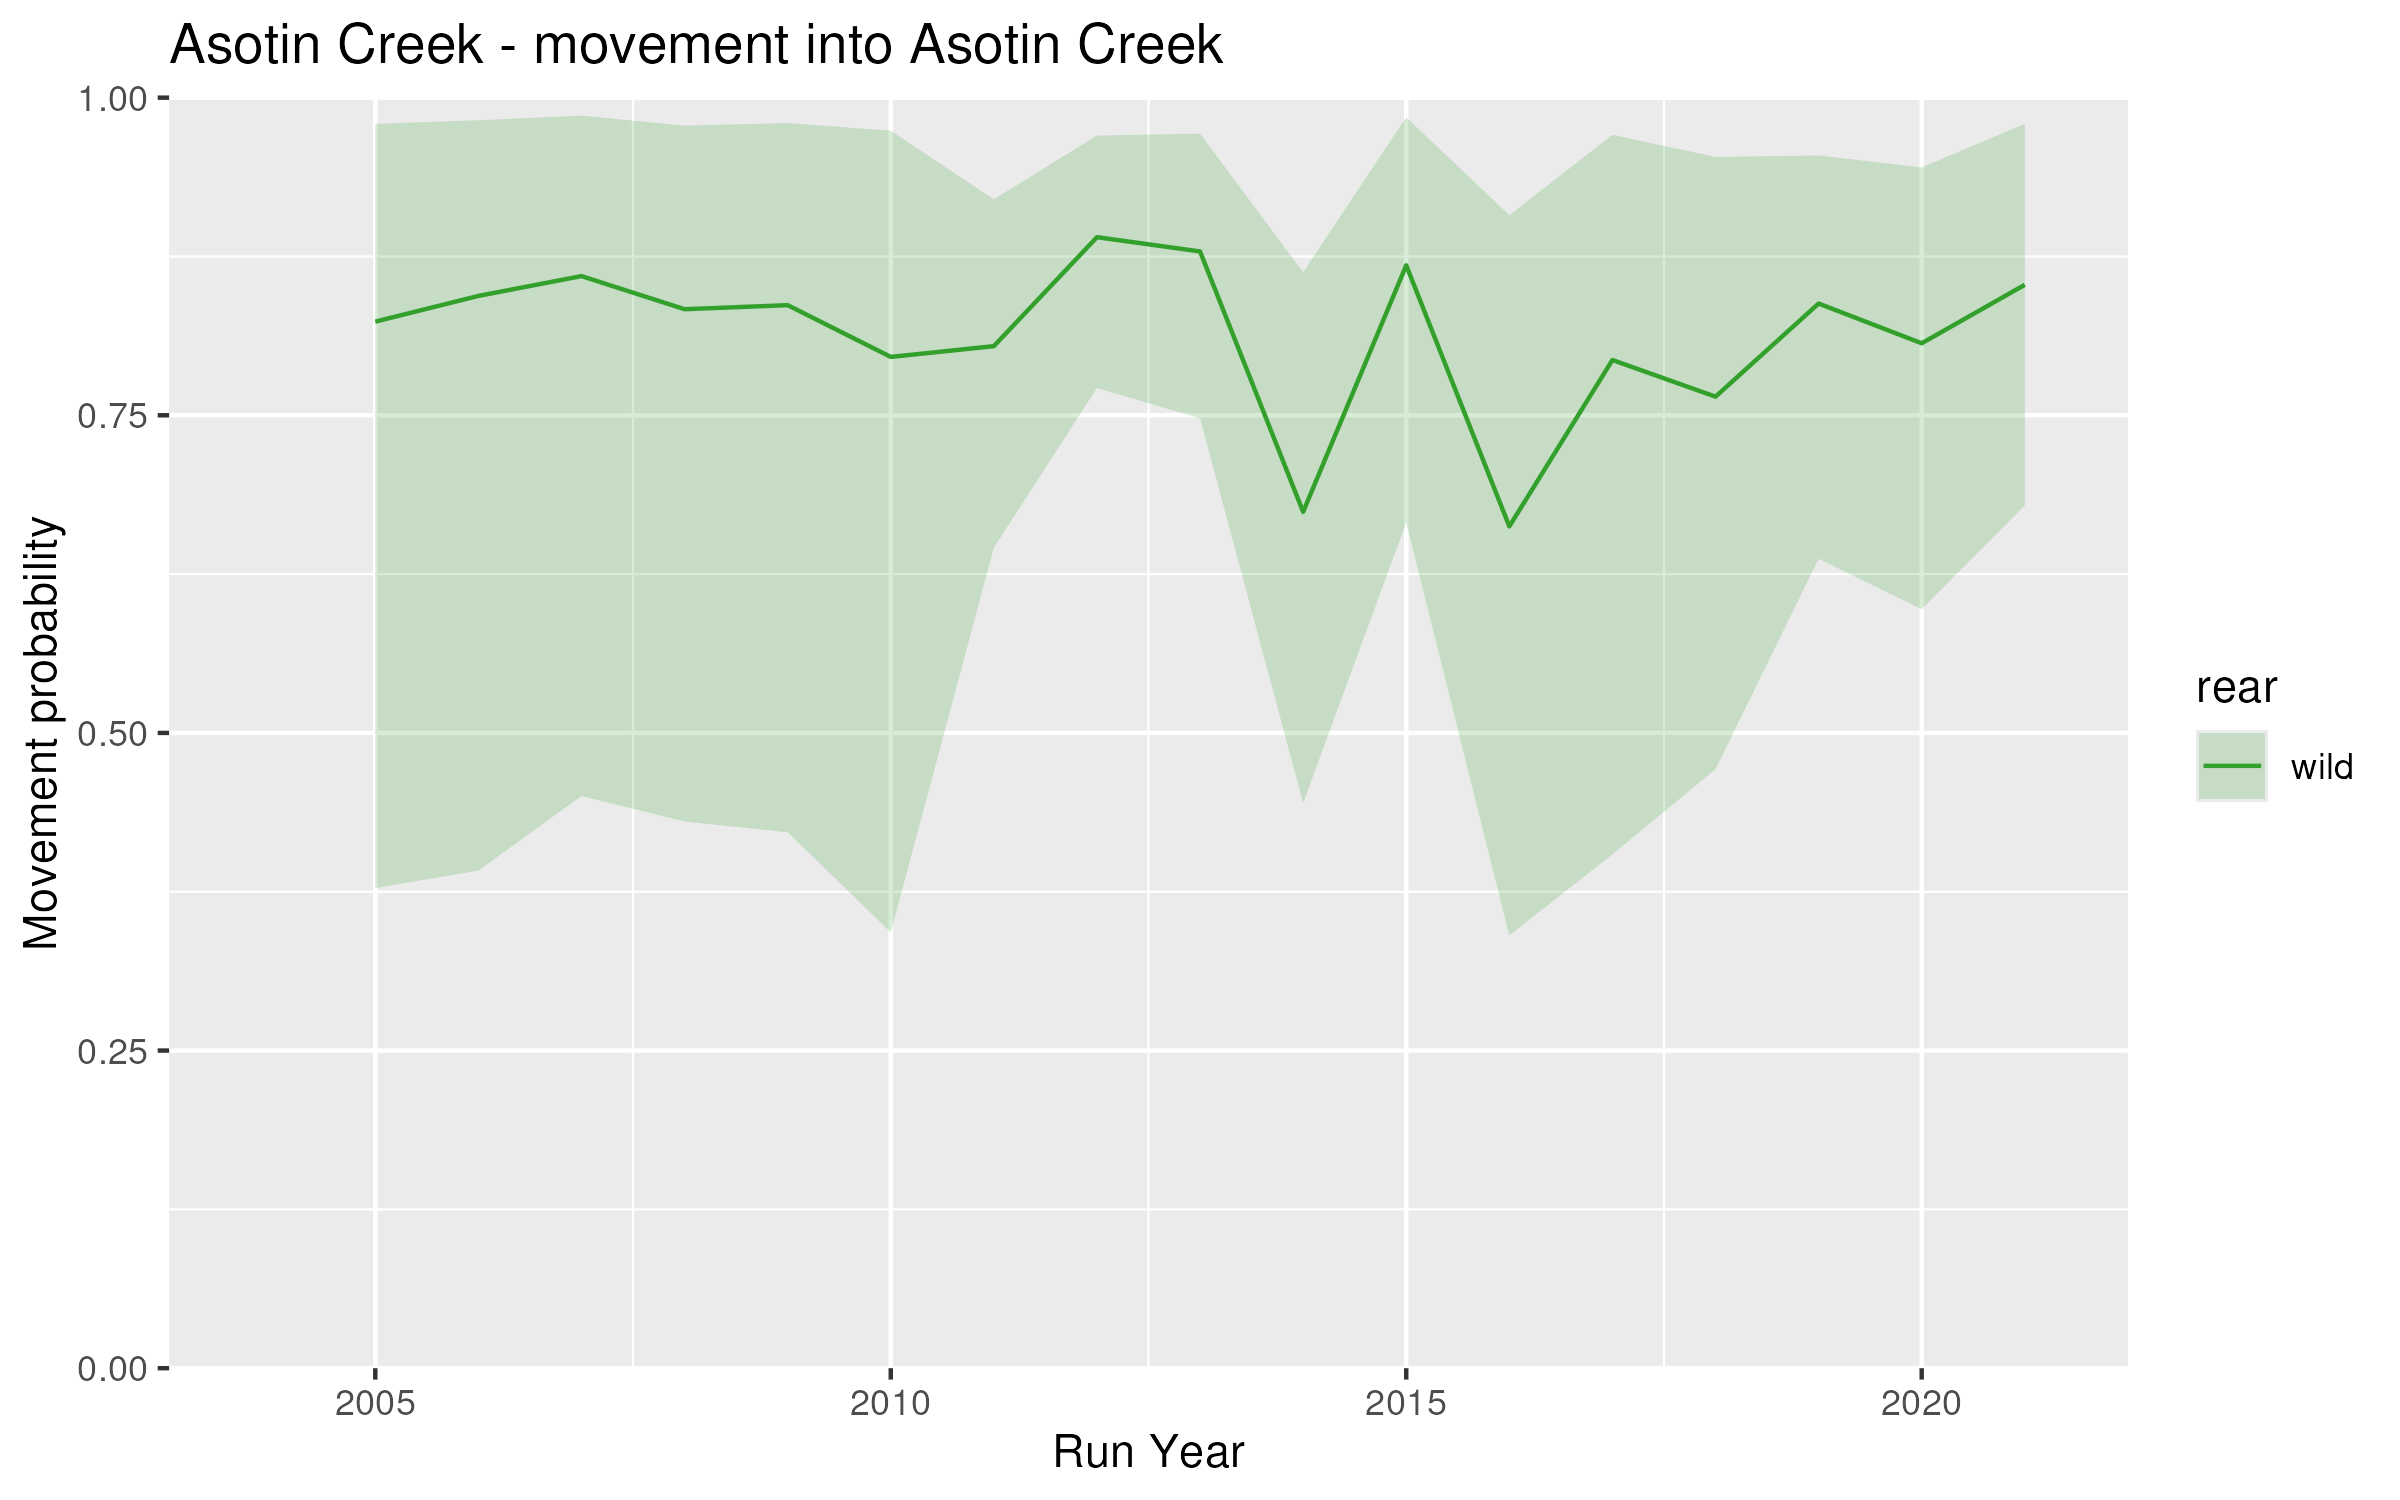 Asotin Creek - movement into Asotin Creek
1.00
0.75
0.50
0.25
0.00
Movement probability
2005
2010
2015
2020
Run Year
rear
wild